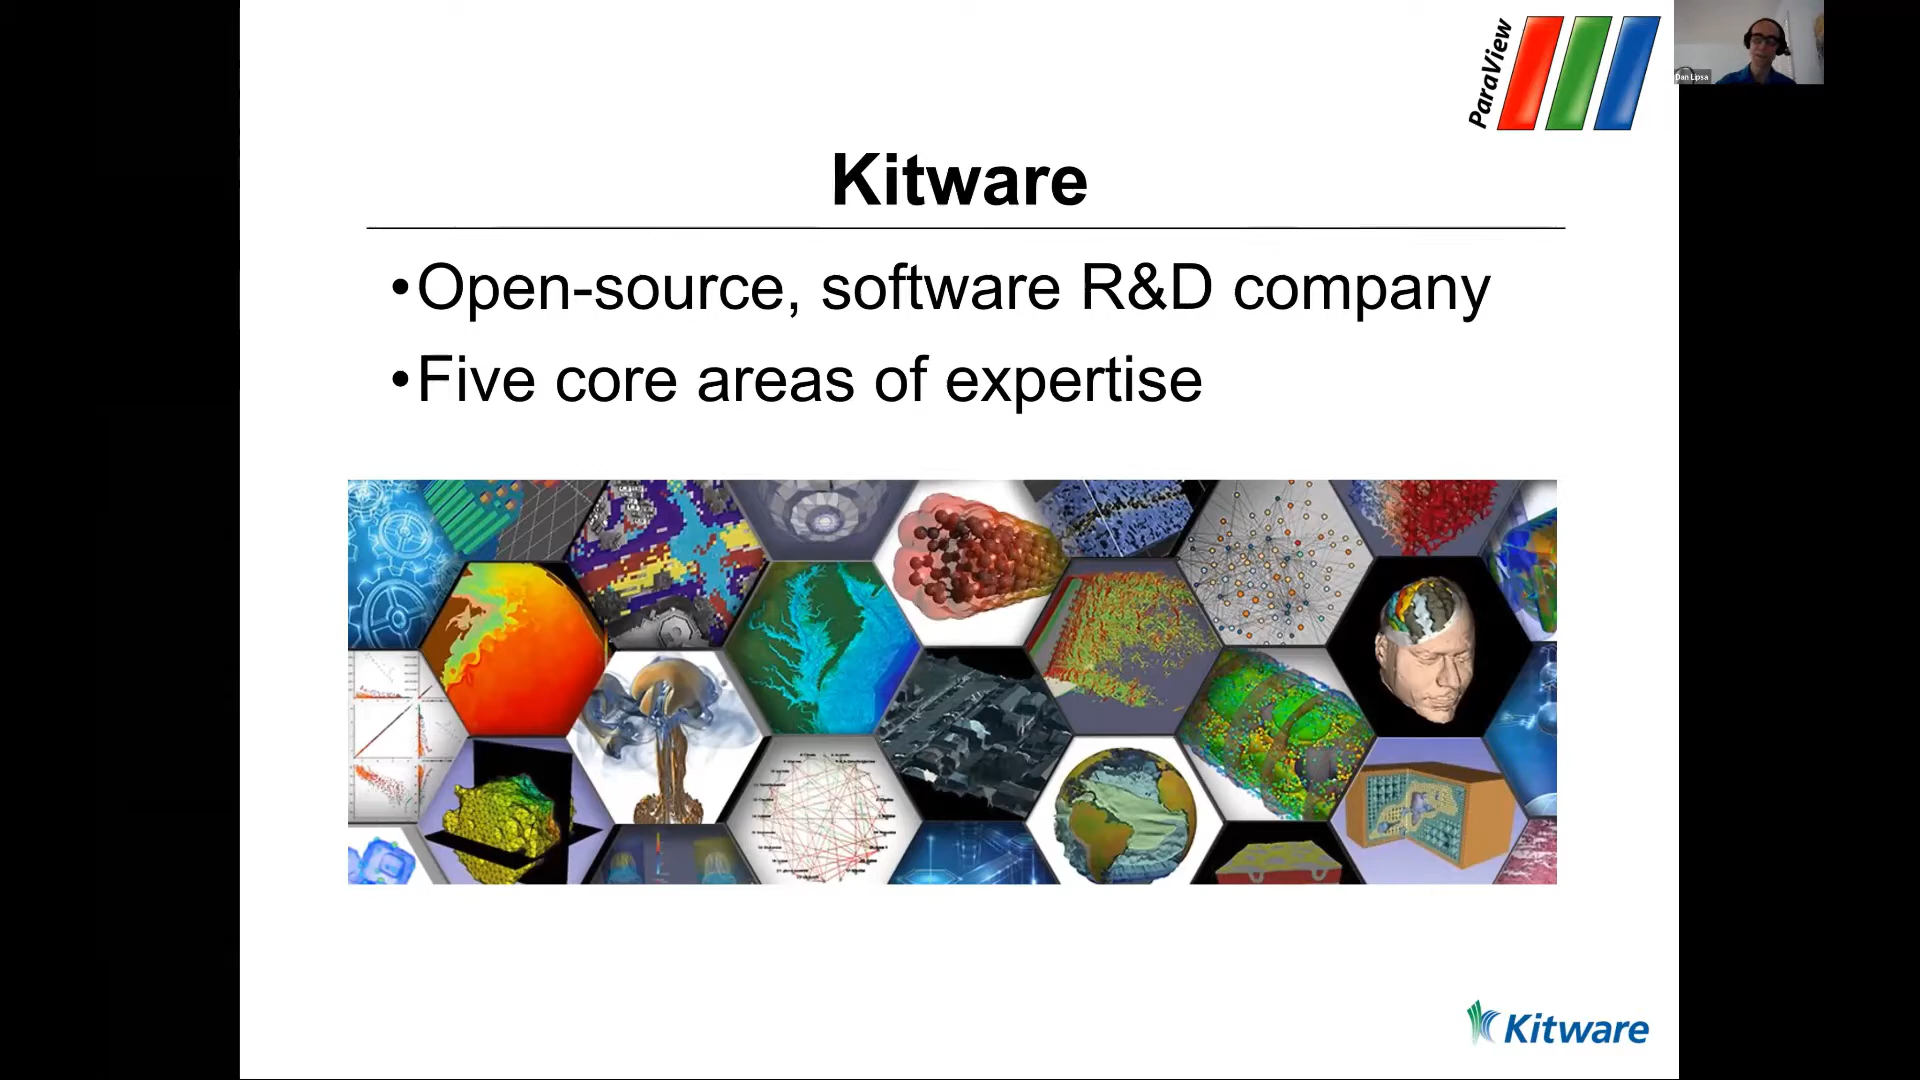 ParaView
Dan Lipsa
Kitware
•Open-source, software R&D company
•Five core areas of expertise
Kitware